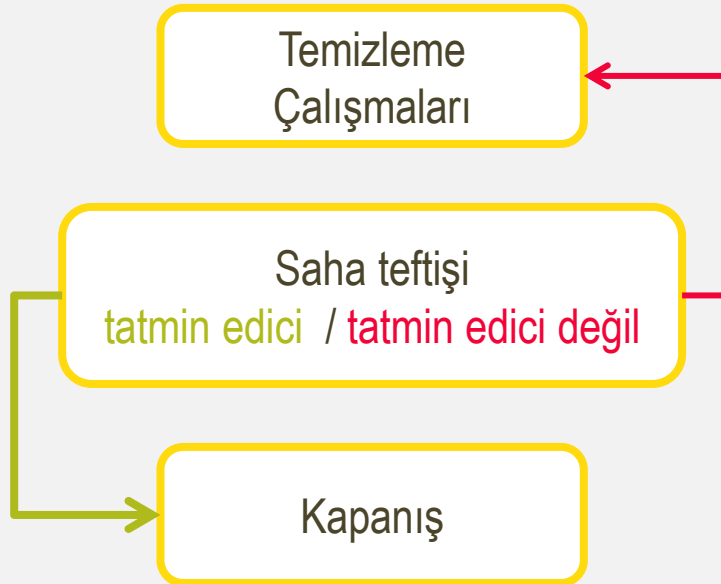 Temizleme
Çalışmaları
Saha teftişi
tatmin edici / tatmin edici değil
Kapanış